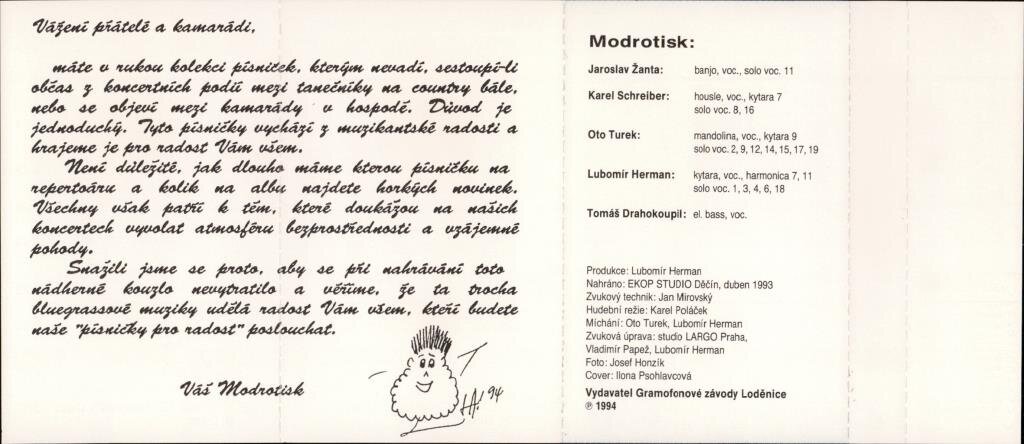 Vážení přátelé a kamarádi,
máte v rukou kolekci písniček, kterým nevadí, sestoupí-li
občas z koncertních podií mezi tanečníky na country bále,
nebo se objeví mezi kamarády v hospodě. Důvod je
jednoduchý. Tyto písničky vychází z muzikantské radosti a
hrajeme je pro radost Vám všem.
Není důležité, jak dlouho máme kterou písničku na
repertoáru a kolik na albu najdete horkých novinek.
Všechny však patří k těm, které doukážou na našich
koncertech vyvolat atmosféru bezprostřednosti a vzájemné
pohody.
Snažili jsme se proto, aby se při nahrávání toto
nádherné kouzlo nevytratilo a věříme, že ta trocha
bluegrassové muziky udělá radost Vám všem, kteří budete
naše "písničky pro radost" poslouchat.
Váš Modrotisk
HA! 94
Modrotisk:
Jaroslav Žanta: banjo, voc., solo voc. 11
Karel Schreiber: housle, voc., kytara 7
solo voc. 8, 16
Oto Turek: mandolina, voc., kytara 9
solo voc. 2, 9, 12, 14, 15, 17, 19
Lubomír Herman: kytara, voc., harmonica 7, 11
solo voc. 1, 3, 4, 6, 18
Tomáš Drahokoupil: el. bass, voc.
Produkce: Lubomír Herman
Nahráno: EKOP STUDIO Děčín, duben 1993
Zvukový technik: Jan Mirovský
Hudební režie: Karel Poláček
Míchání: Oto Turek, Lubomír Herman
Zvuková úprava: studio LARGO Praha,
Vladimír Papež, Lubomír Herman
Foto: Josef Honzík
Cover: Ilona Psohlavcová
Vydavatel Gramofonové závody Loděnice
℗ 1994